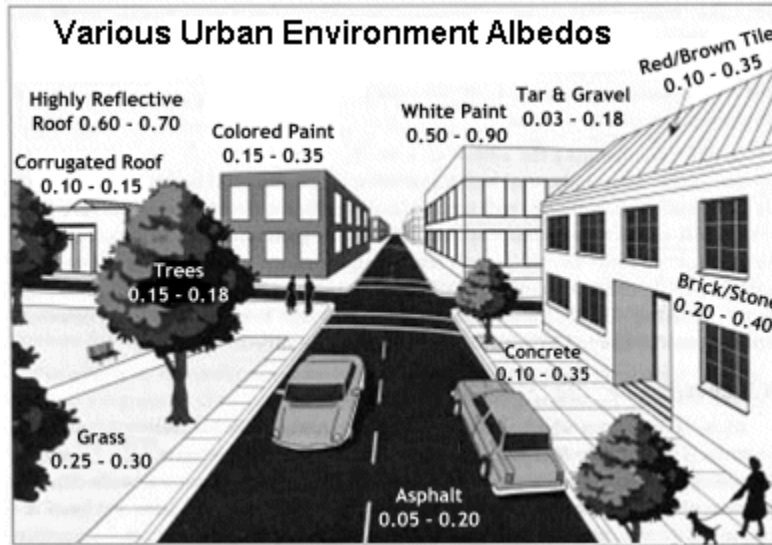 Various Urban Environment Albedos
Highly Reflective
Roof 0.60 - 0.70
Corrugated Roof
0.10 - 0.15
Colored Paint
0.15 - 0.35
White Paint
0.50 - 0.90
Tar & Gravel
0.03 - 0.18
Red/Brown Tile
0.10 - 0.35
Trees
0.15 - 0.18
Brick/Stone
0.20 - 0.40
Concrete
0.10 - 0.35
Grass
0.25 - 0.30
Asphalt
0.05 - 0.20